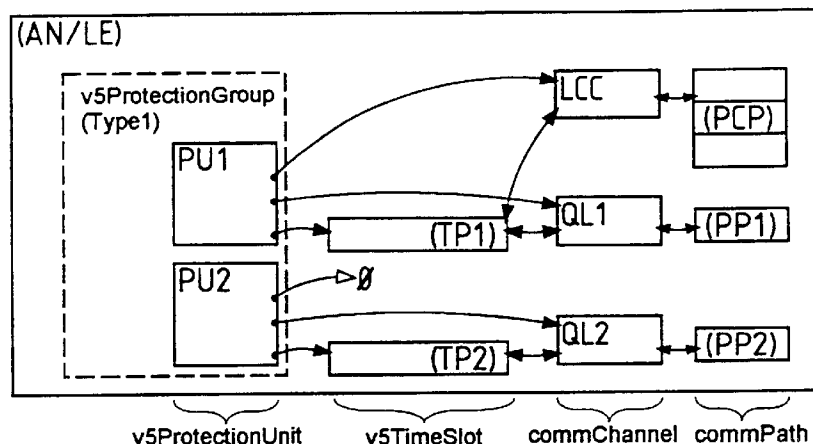 (AN/LE)
v5ProtectionGroup
(Type1)
LCC
(PCP)
PU1
QL1
(TP1)
(PP1)
PU2
Ø
QL2
(TP2)
(PP2)
v5ProtectionUnit
v5TimeSlot
commChannel
commPath